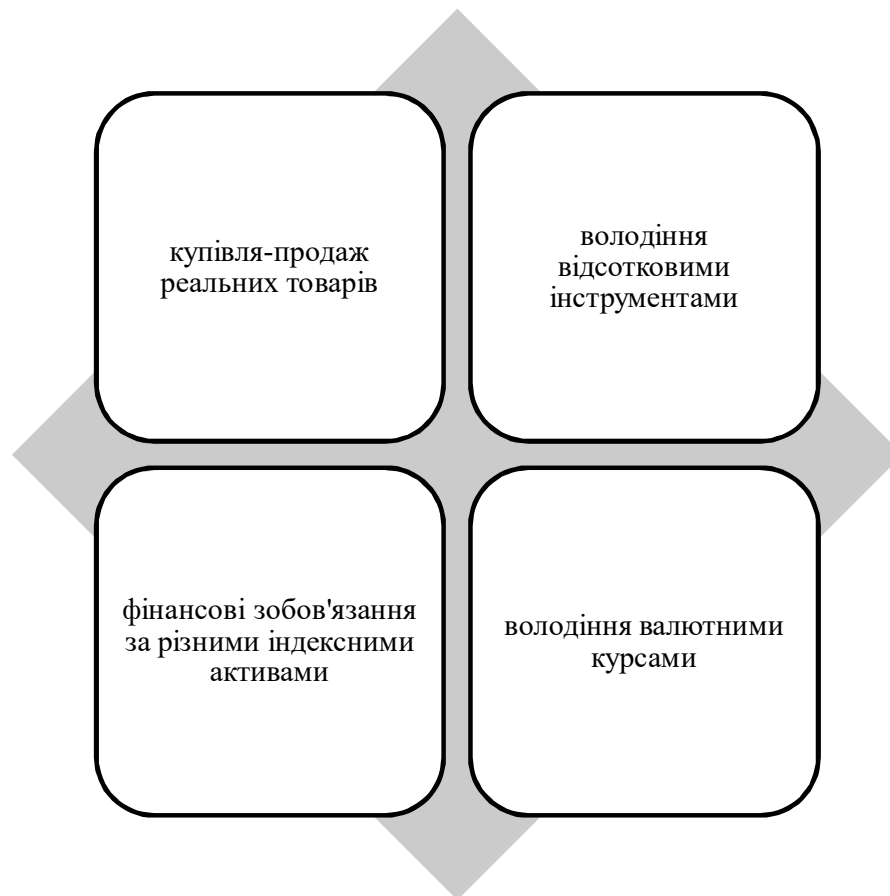 купівля-продаж
реальних товарів
володіння
відсотковими
інструментами
фінансові зобов'язання
за різними індексними
активами
володіння валютними
курсами